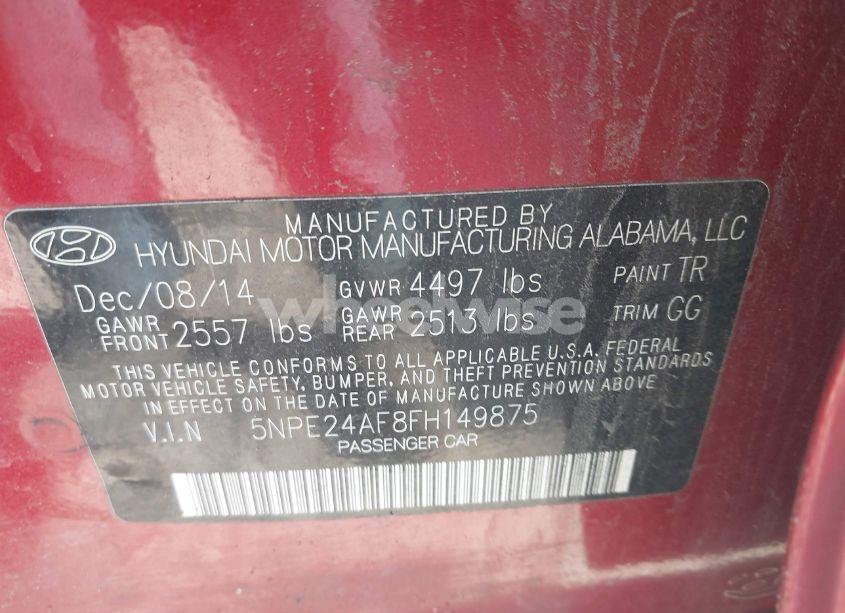 MANUFACTURED BY
HYUNDAI MOTOR MANUFACTURING ALABAMA, LLC
Dec/08/14 GVWR 4497 lbs PAINT TR
GAWR FRONT 2557 lbs GAWR REAR 2513 lbs TRIM GG
THIS VEHICLE CONFORMS TO ALL APPLICABLE U.S.A. FEDERAL
MOTOR VEHICLE SAFETY, BUMPER, AND THEFT PREVENTION STANDARDS
IN EFFECT ON THE DATE OF MANUFACTURE SHOWN ABOVE
V.I.N 5NPE24AF8FH149875
PASSENGER CAR
wheelwise